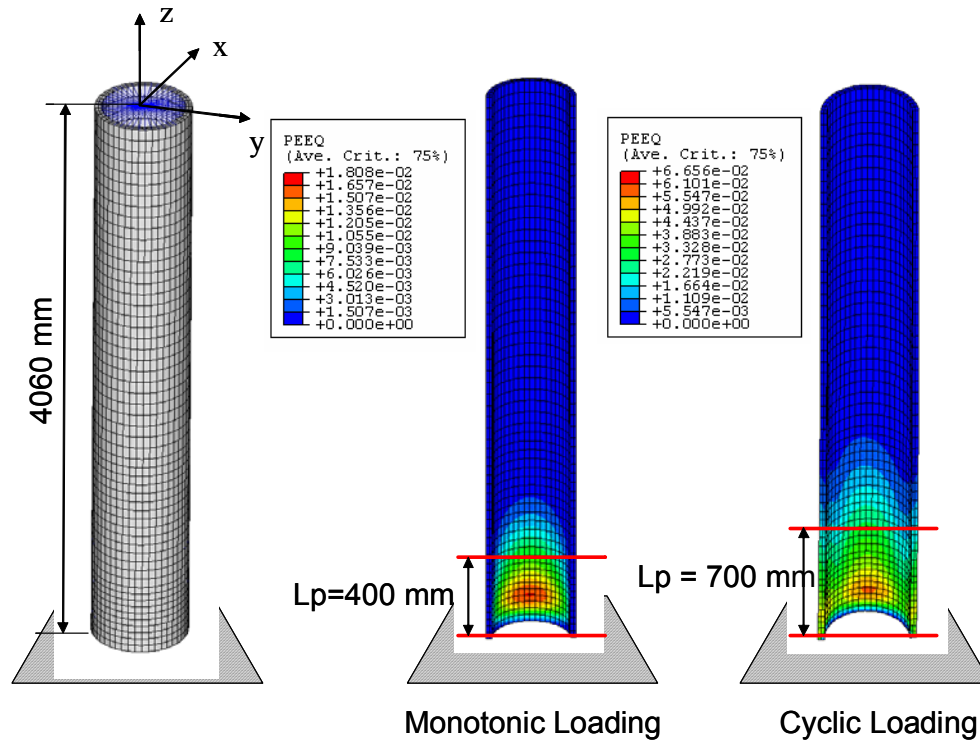 z
x
y
4060 mm
PEEQ
(Ave. Crit.: 75%)
+1.808e-02
+1.657e-02
+1.507e-02
+1.356e-02
+1.205e-02
+1.055e-02
+9.039e-03
+7.533e-03
+6.026e-03
+4.520e-03
+3.013e-03
+1.507e-03
+0.000e+00
Lp=400 mm
Monotonic Loading
PEEQ
(Ave. Crit.: 75%)
+6.656e-02
+6.101e-02
+5.547e-02
+4.992e-02
+4.437e-02
+3.883e-02
+3.328e-02
+2.773e-02
+2.219e-02
+1.664e-02
+1.109e-02
+5.547e-03
+0.000e+00
Lp = 700 mm
Cyclic Loading